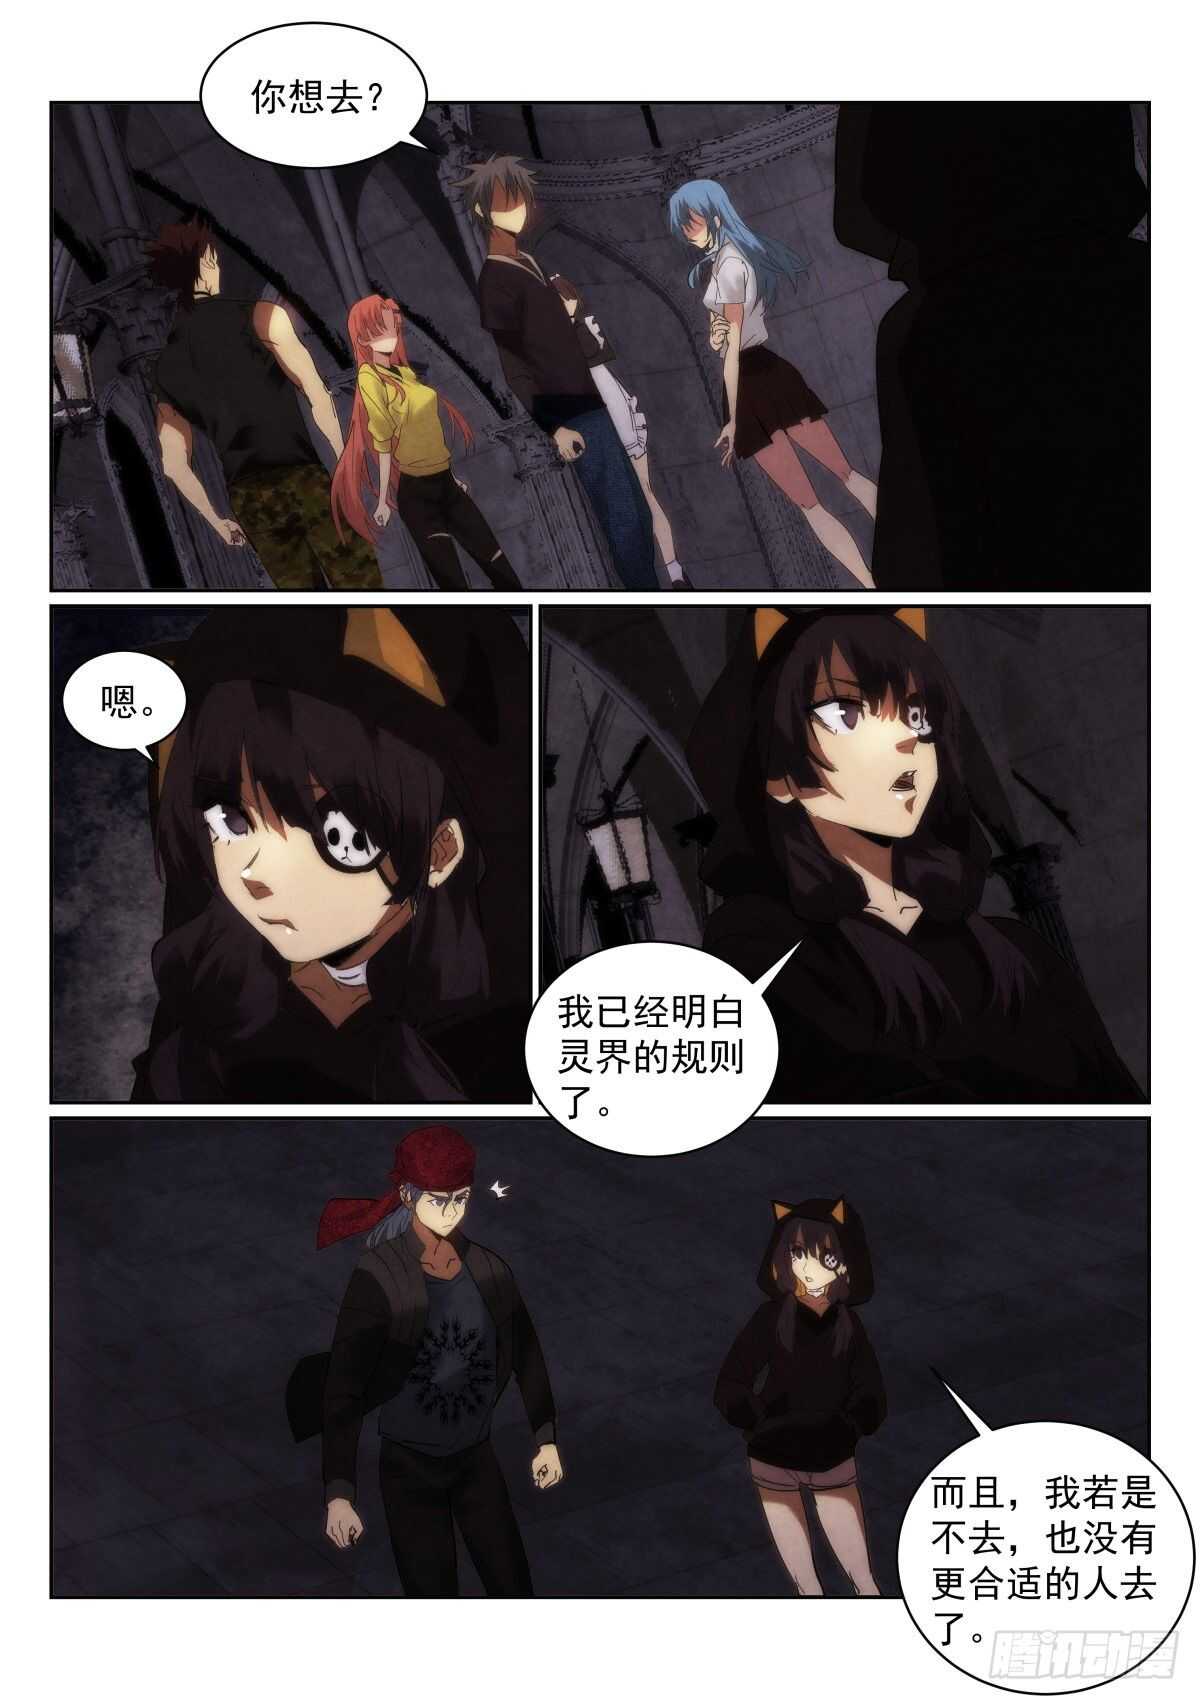 你想去？
嗯。
我已经明白
灵界的规则
了。
而且，我若是
不去，也没有
更合适的人去
了。
腾讯动漫